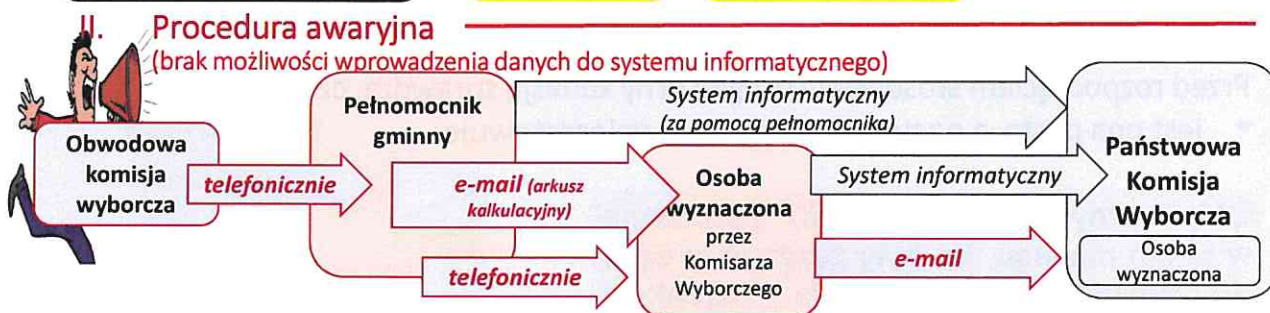 II. Procedura awaryjna
(brak możliwości wprowadzenia danych do systemu informatycznego)
Pełnomocnik
gminny
System informatyczny
(za pomocą pełnomocnika)
Obwodowa
komisja
wyborcza
telefonicznie
e-mail (arkusz
kalkulacyjny)
telefonicznie
Osoba
wyznaczona
przez
Komisarza
Wyborczego
System informatyczny
e-mail
Państwowa
Komisja
Wyborcza
Osoba
wyznaczona